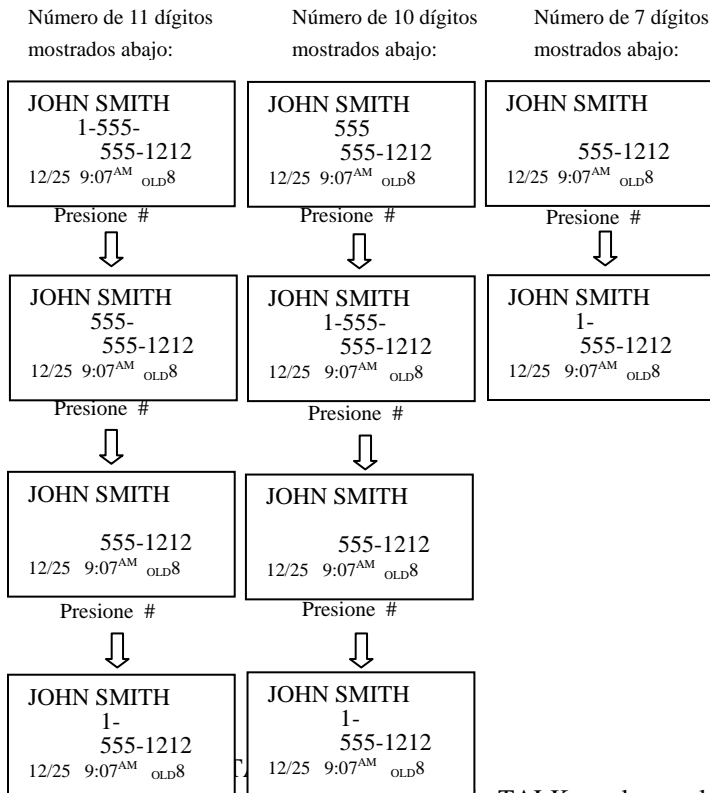 Número de 11 dígitos
mostrados abajo:
JOHN SMITH
1-555-
555-1212
12/25 9:07AM OLD8
Presione #
JOHN SMITH
555-
555-1212
12/25 9:07AM OLD8
Presione #
JOHN SMITH
555-1212
12/25 9:07AM OLD8
Presione #
JOHN SMITH
1-
555-1212
12/25 9:07AM OLD8
Número de 10 dígitos
mostrados abajo:
JOHN SMITH
555
555-1212
12/25 9:07AM OLD8
Presione #
JOHN SMITH
1-555-
555-1212
12/25 9:07AM OLD8
Presione #
JOHN SMITH
555-1212
12/25 9:07AM OLD8
Presione #
JOHN SMITH
1-
555-1212
12/25 9:07AM OLD8
Número de 7 dígitos
mostrados abajo:
JOHN SMITH
555-1212
12/25 9:07AM OLD8
Presione #
JOHN SMITH
1-
555-1212
12/25 9:07AM OLD8